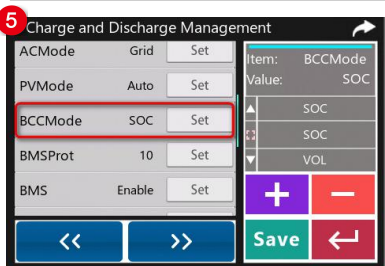 5
Charge and Discharge Management
ACMode Grid Set
PVMode Auto Set
BCCMode SOC Set
BMSProt 10 Set
BMS Enable Set
<< >>
Item: BCCMode
Value: SOC
SOC
SOC
VOL
+ −
Save